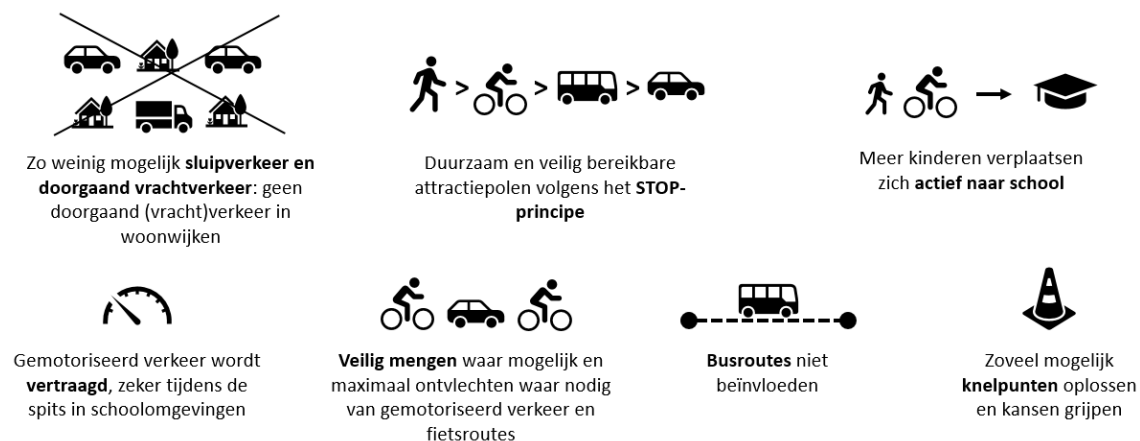 Zo weinig mogelijk sluipverkeer en
doorgaand vrachtverkeer: geen
doorgaand (vracht)verkeer in
woonwijken
Duurzaam en veilig bereikbare
attractiepolen volgens het STOP-
principe
Meer kinderen verplaatsen
zich actief naar school
Gemotoriseerd verkeer wordt
vertraagd, zeker tijdens de
spits in schoolomgevingen
Veilig mengen waar mogelijk en
maximaal ontvlechten waar nodig
van gemotoriseerd verkeer en
fietsroutes
Busroutes niet
beïnvloeden
Zoveel mogelijk
knelpunten oplossen
en kansen grijpen